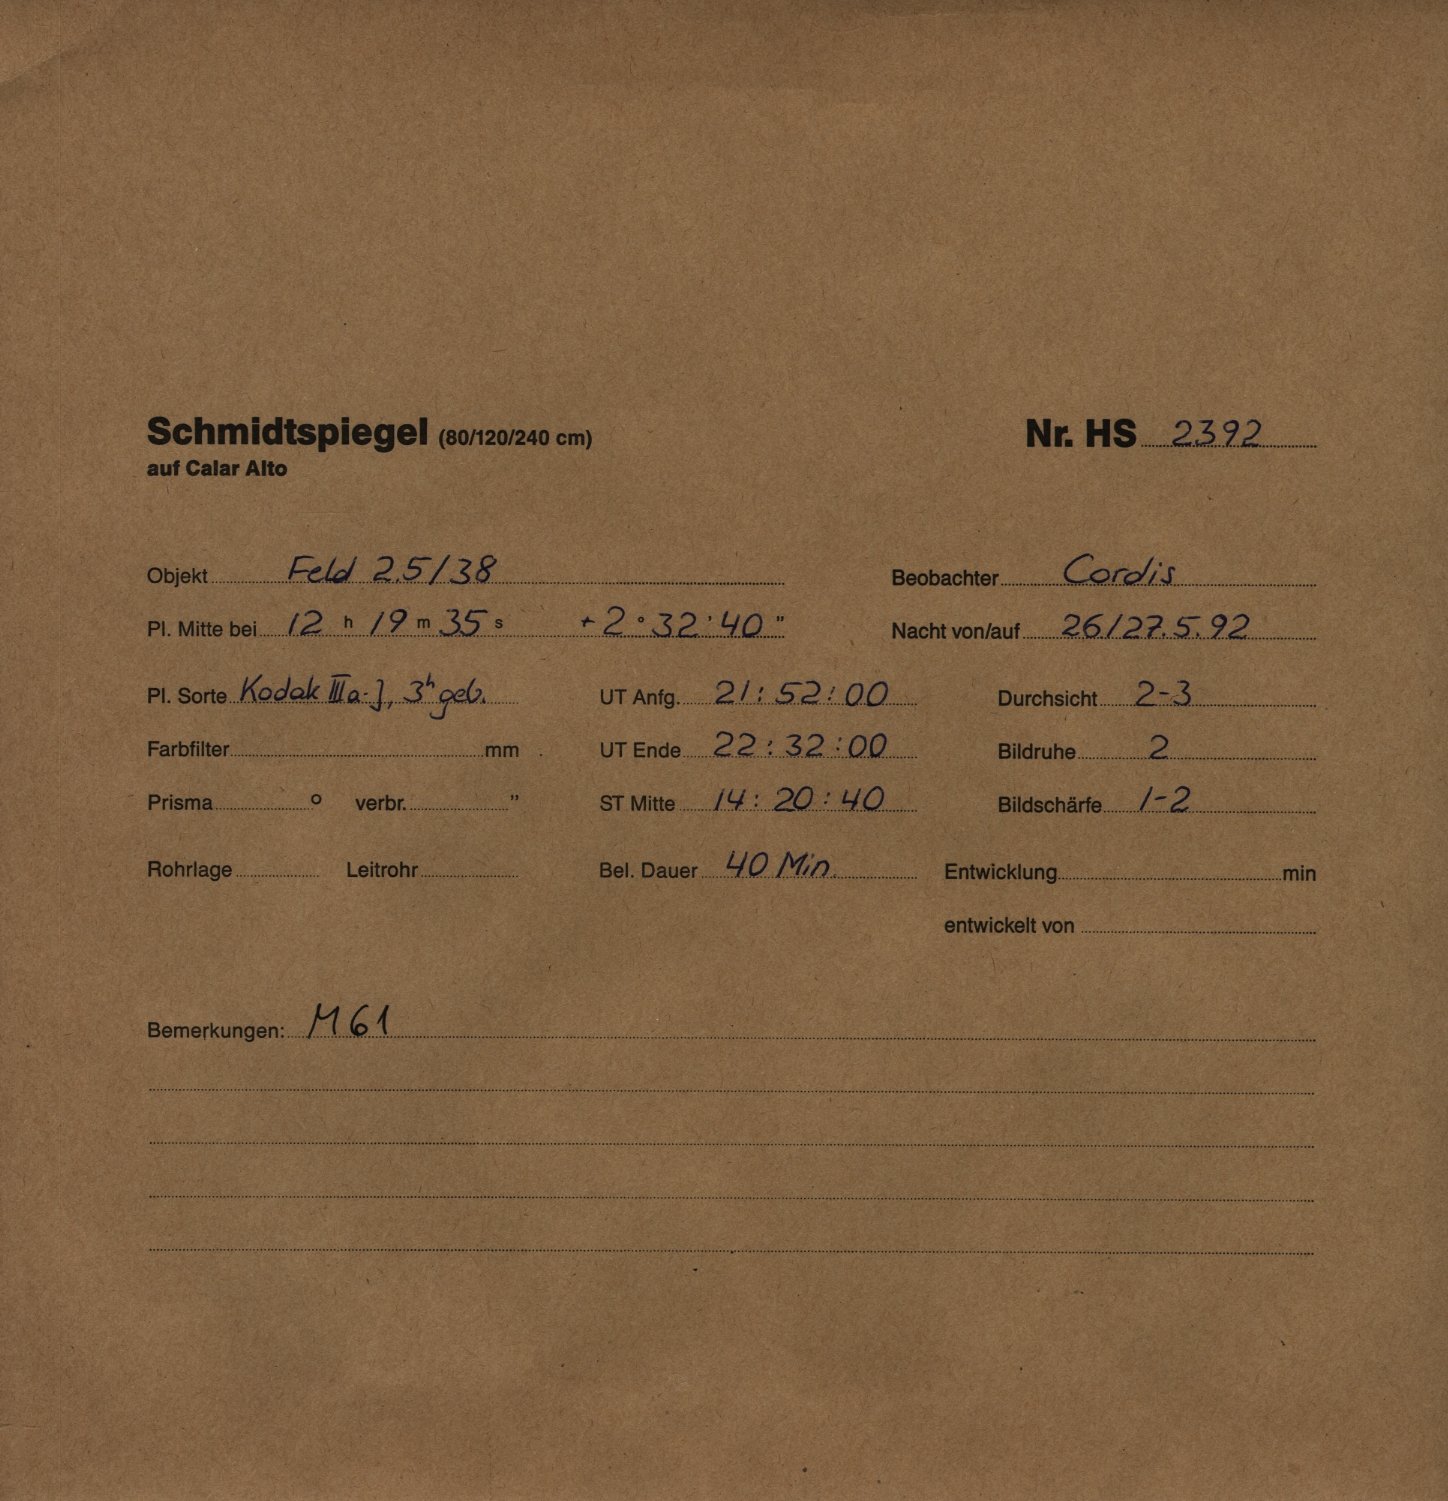 Schmidtspiegel (80/120/240 cm) Nr. HS 2392
auf Calar Alto
Objekt Feld 2.5/38 Beobachter Cordis
Pl. Mitte bei 12 h 19 m 35 s +2 ° 32 ' 40 " Nacht von/auf 26/27.5.92
Pl. Sorte Kodak IIIa-J, 3h geb. UT Anfg. 21:52:00 Durchsicht 2-3
Farbfilter mm UT Ende 22:32:00 Bildruhe 2
Prisma ° verbr. " ST Mitte 14:20:40 Bildschärfe 1-2
Rohrlage Leitrohr Bel. Dauer 40 Min. Entwicklung min
entwickelt von
Bemerkungen: M61